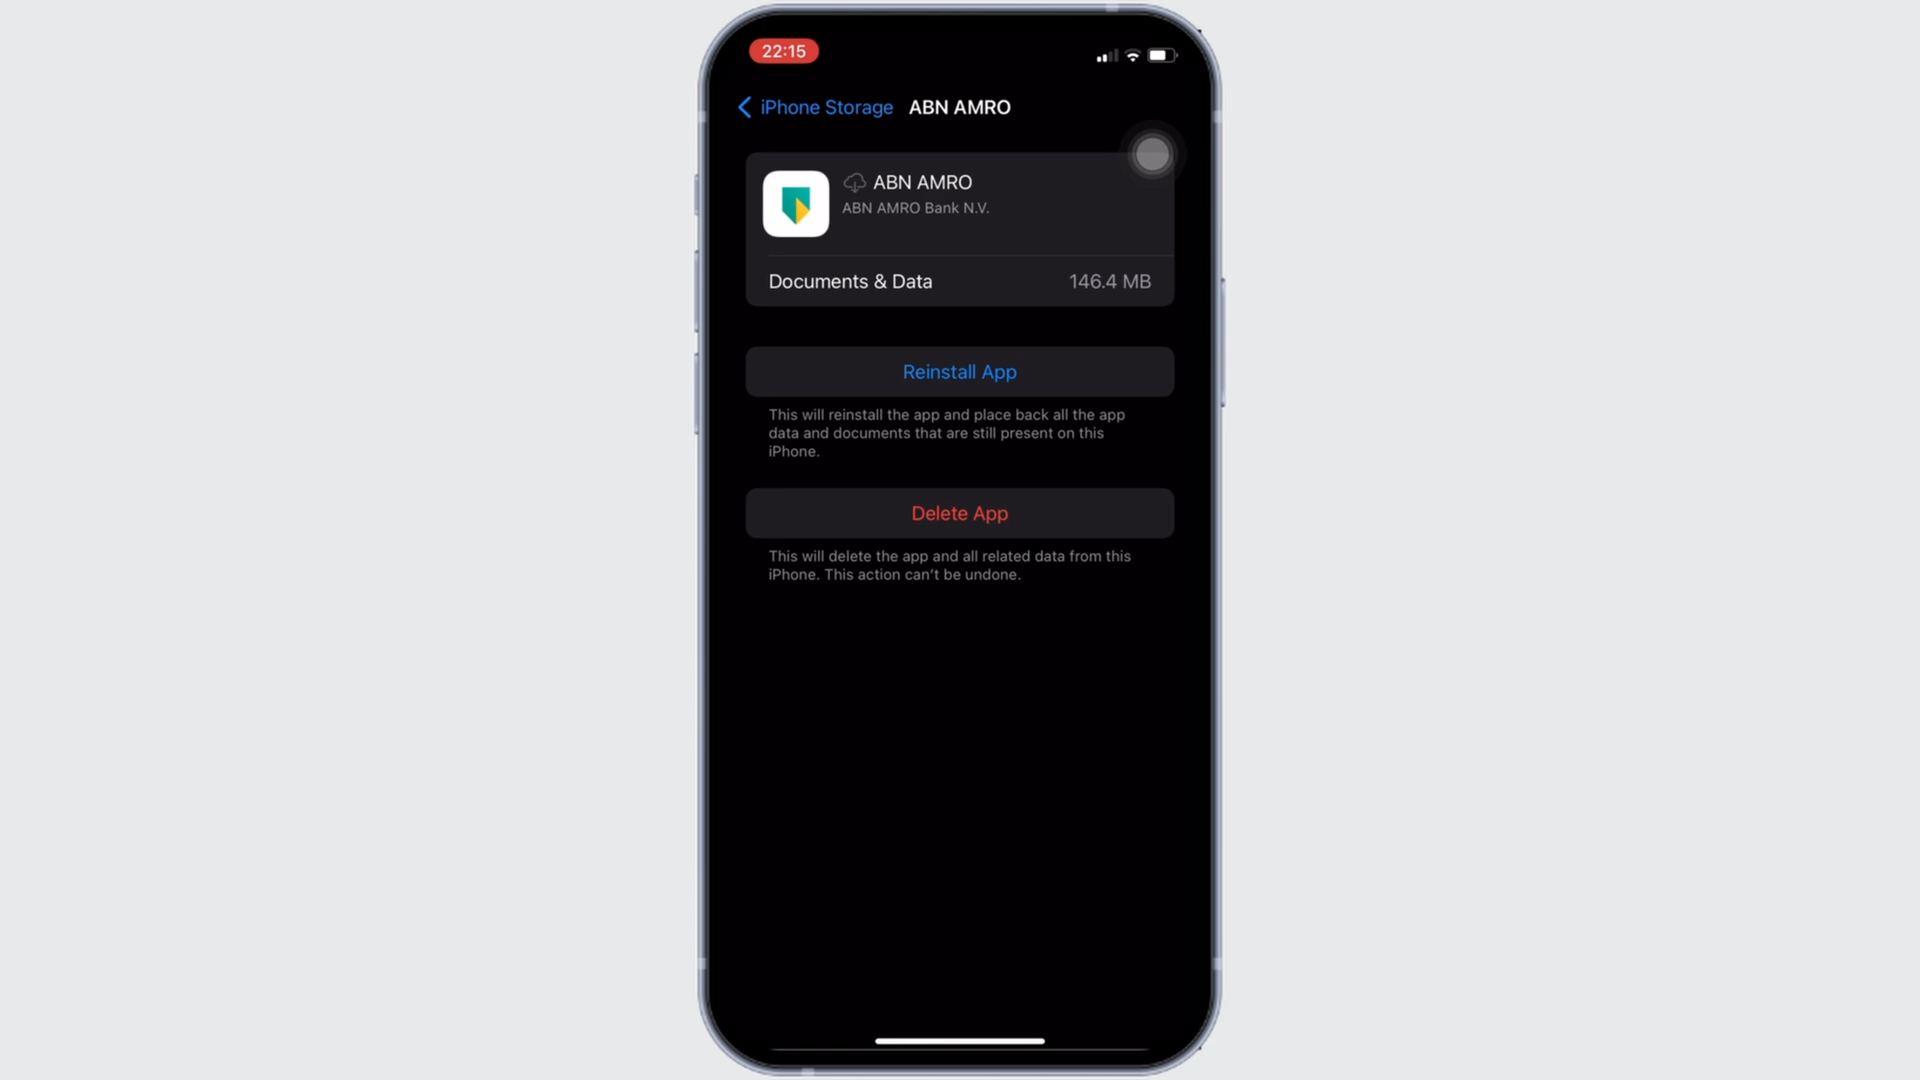 22:15
iPhone Storage ABN AMRO
ABN AMRO
ABN AMRO Bank N.V.
Documents & Data 146.4 MB
Reinstall App
This will reinstall the app and place back all the app
data and documents that are still present on this
iPhone.
Delete App
This will delete the app and all related data from this
iPhone. This action can't be undone.